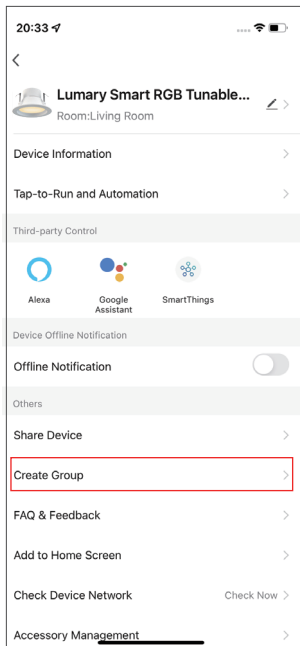 20:33
Lumary Smart RGB Tunable...
Room:Living Room
Device Information
Tap-to-Run and Automation
Third-party Control
Alexa
Google
Assistant
SmartThings
Device Offline Notification
Offline Notification
Others
Share Device
Create Group
FAQ & Feedback
Add to Home Screen
Check Device Network Check Now
Accessory Management